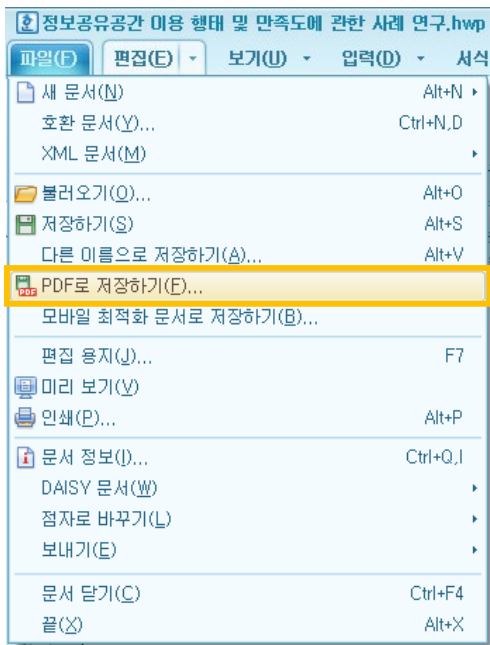 정보공유공간 이용 행태 및 만족도에 관한 사례 연구.hwp
파일(F) 편집(E) 보기(U) 입력(D) 서식
새 문서(N) Alt+N
호환 문서(Y)... Ctrl+N,D
XML 문서(M)
불러오기(O)... Alt+O
저장하기(S) Alt+S
다른 이름으로 저장하기(A)... Alt+V
PDF로 저장하기(F)...
모바일 최적화 문서로 저장하기(B)...
편집 용지(J)... F7
미리 보기(V)
인쇄(P)... Alt+P
문서 정보(I)... Ctrl+Q,I
DAISY 문서(W)
점자로 바꾸기(L)
보내기(E)
문서 닫기(C) Ctrl+F4
끝(X) Alt+X